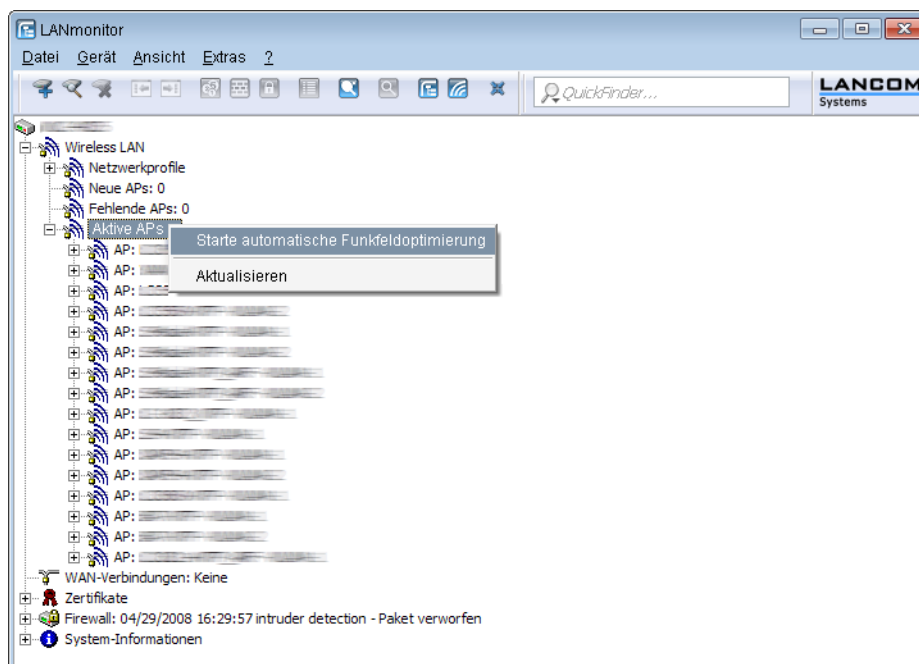 LANmonitor
Datei Gerät Ansicht Extras ?
QuickFinder...
LANCOM
Systems
Wireless LAN
Netzwerkprofile
Neue APs: 0
Fehlende APs: 0
Aktive APs
Starte automatische Funkfeldoptimierung
AP:
AP:
Aktualisieren
AP:
AP:
AP:
AP:
AP:
AP:
AP:
AP:
AP:
AP:
AP:
AP:
AP:
AP:
WAN-Verbindungen: Keine
Zertifikate
Firewall: 04/29/2008 16:29:57 intruder detection - Paket verworfen
System-Informationen